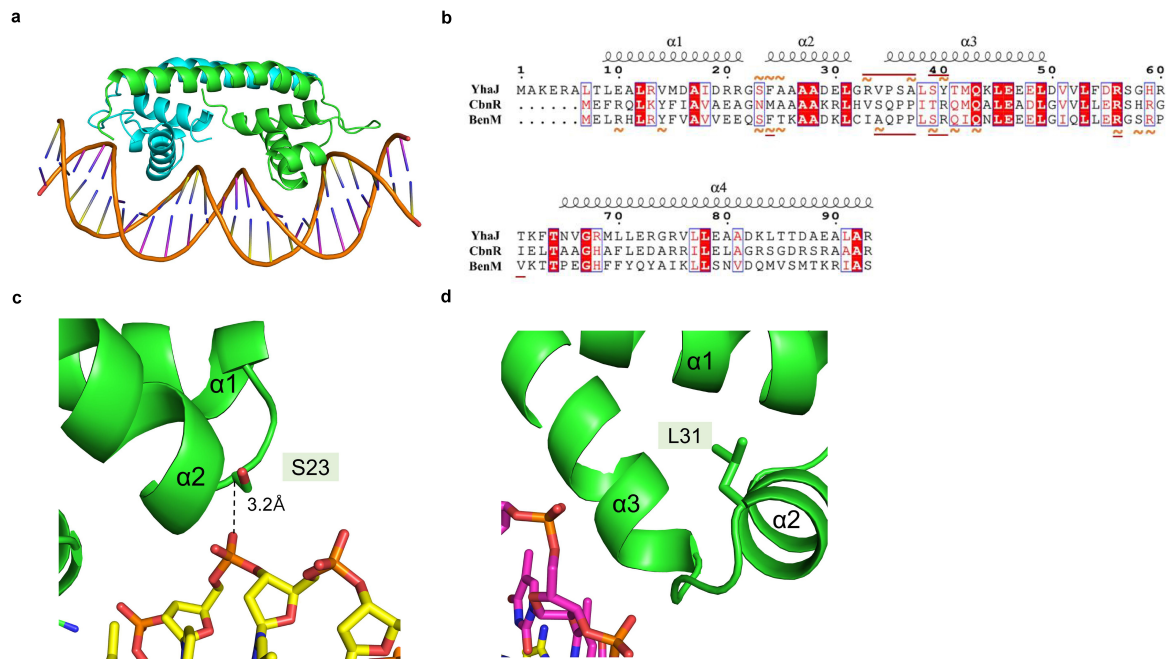 a
b
α1 α2 α3
1 10 20 30 40 50 60
YhaJ MAKERALTLEALRVMDAIDRRGSFAAAADELGRVPSALSYTMQKLEEELDVVLFDRSGHR
CbnR ......MEFRQLKYFIAVAEAGNMAAAAKRLHVSQPPITRQMQALEADLGVVLLERSHRG
BenM ......MELRHLRYFVAVVEEQSFTKAADKLCIAQPPLSRQIQNLEEELGIQLLERGSRP
α4
70 80 90
YhaJ TKFTNVGRMLLERGRVLLEAADKLTTDAEALAR
CbnR IELTAAGHAFLEDARRILELAGRSGDRSRAAAR
BenM VKTTPEGHFFYQYAIKLLSNVDQMVSMTKRIAS
c
α1
α2
S23
3.2Å
d
α1
L31
α3
α2